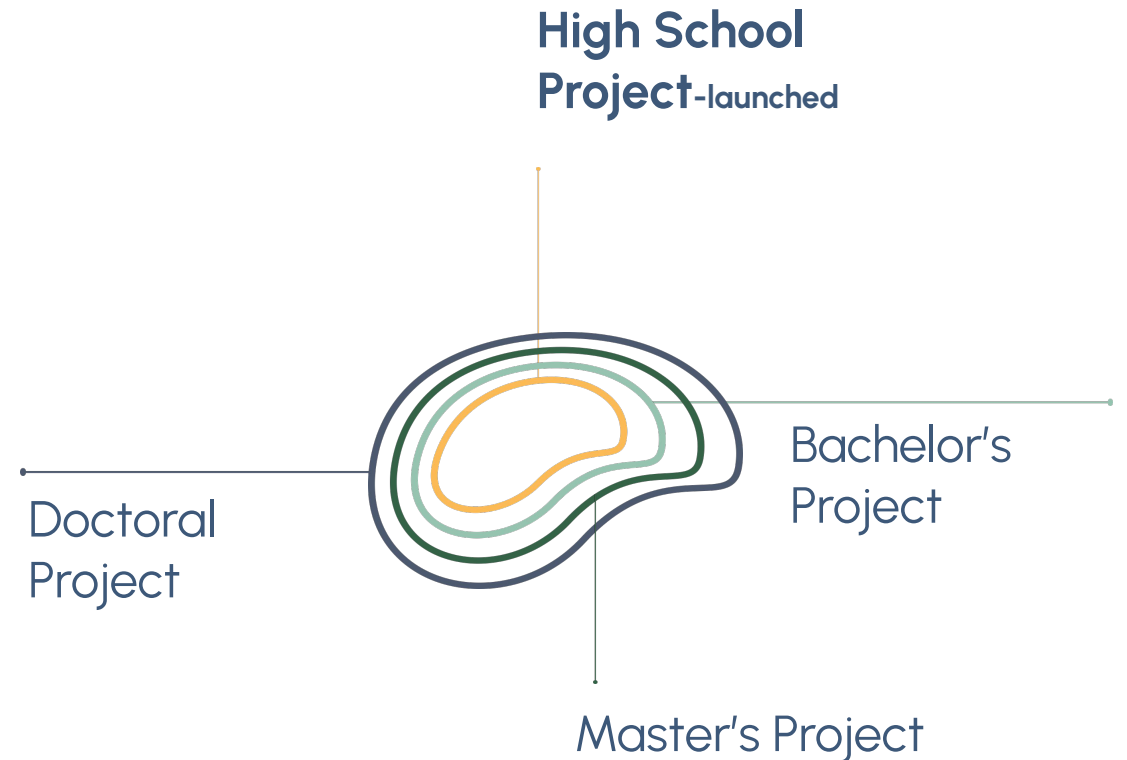 High School
Project-launched
Bachelor's
Project
Doctoral
Project
Master's Project